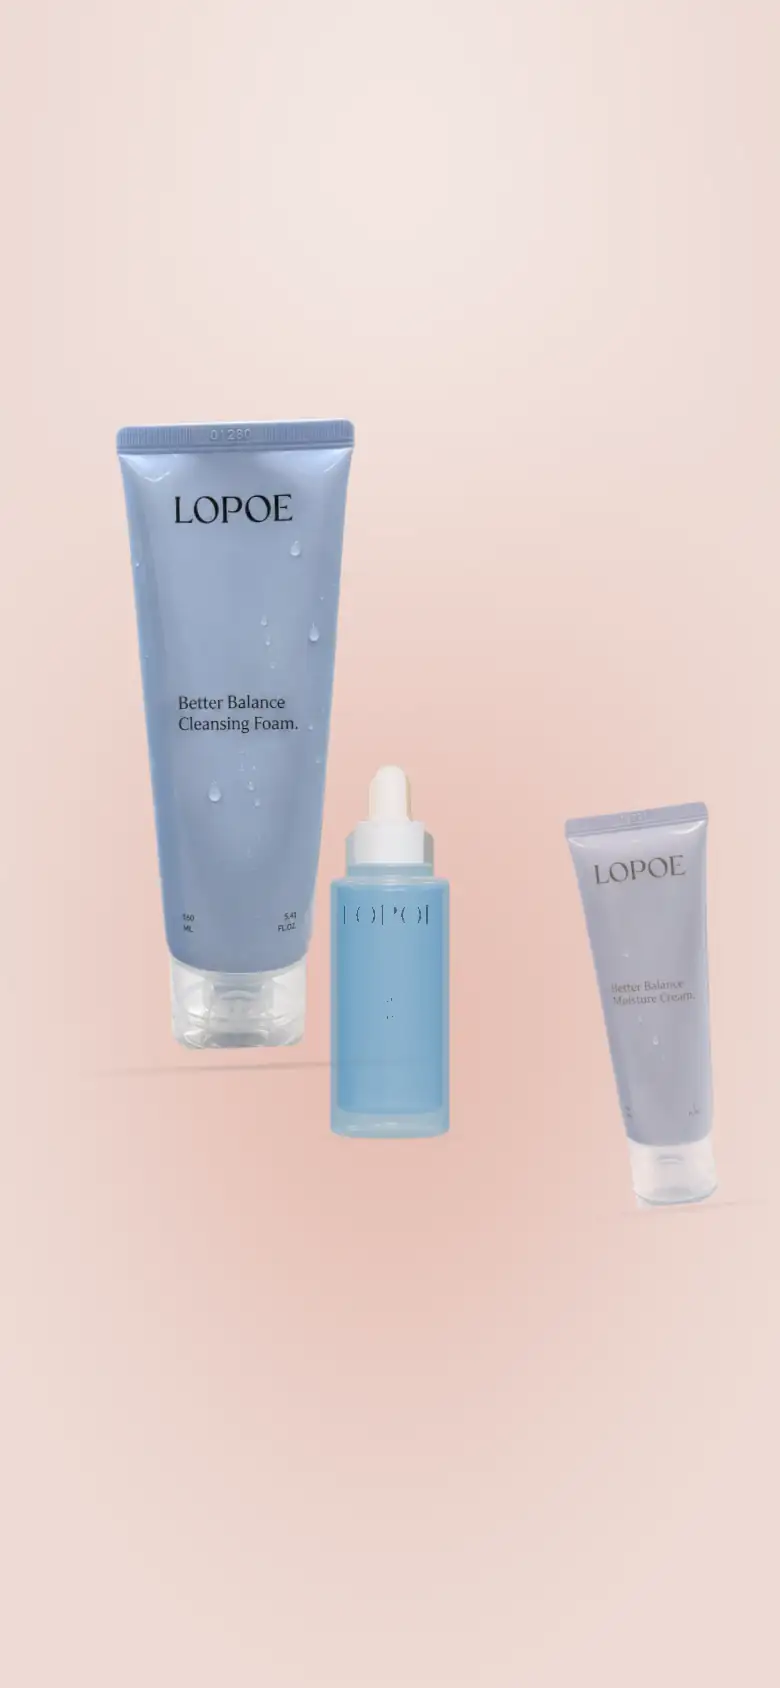 01280
LOPOE
Better Balance
Cleansing Foam.
5.41
ML
FL.OZ.
LOPOE
Better Balance
Moisture Cream.